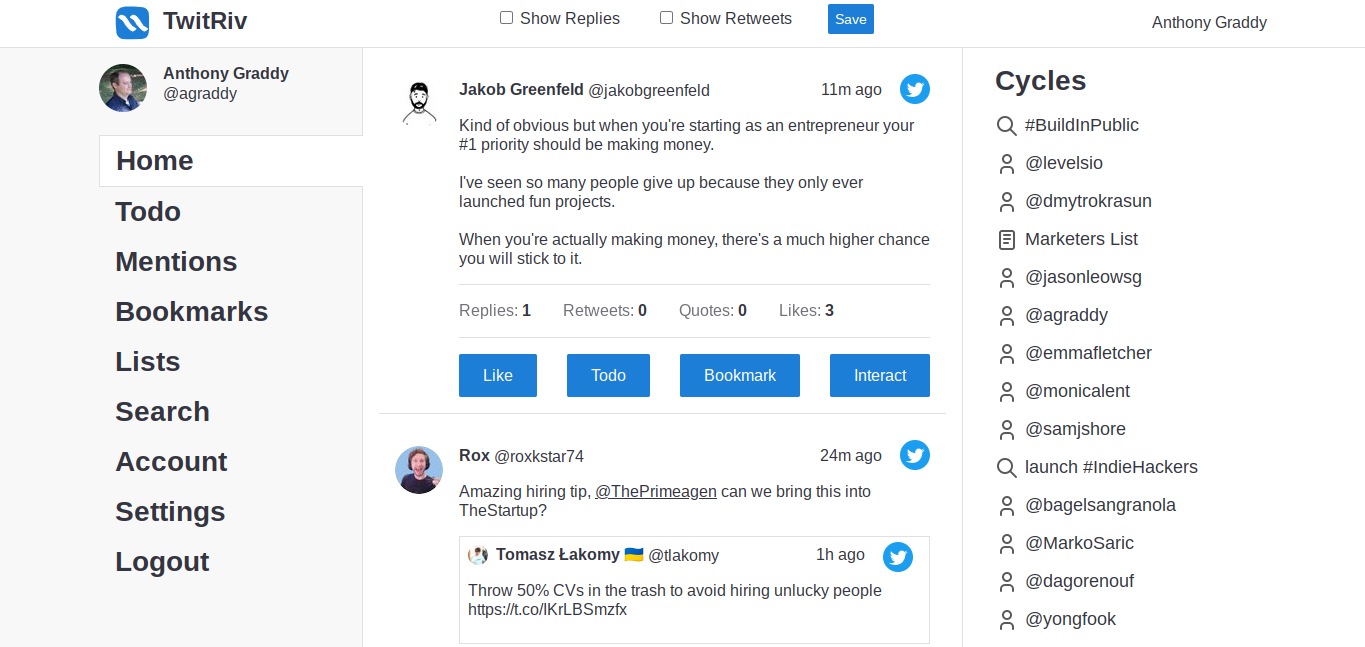 TwitRiv
Show Replies
Show Retweets
Save
Anthony Graddy
Anthony Graddy
@agraddy
Home
Todo
Mentions
Bookmarks
Lists
Search
Account
Settings
Logout
Jakob Greenfeld @jakobgreenfeld 11m ago
Kind of obvious but when you're starting as an entrepreneur your
#1 priority should be making money.
I've seen so many people give up because they only ever
launched fun projects.
When you're actually making money, there's a much higher chance
you will stick to it.
Replies: 1 Retweets: 0 Quotes: 0 Likes: 3
Like Todo Bookmark Interact
Rox @roxkstar74 24m ago
Amazing hiring tip, @ThePrimeagen can we bring this into
TheStartup?
Tomasz Łakomy 🇺🇦 @tlakomy 1h ago
Throw 50% CVs in the trash to avoid hiring unlucky people
https://t.co/IKrLBSmzfx
Cycles
#BuildInPublic
@levelsio
@dmytrokrasun
Marketers List
@jasonleowsg
@agraddy
@emmafletcher
@monicalent
@samjshore
launch #IndieHackers
@bagelsangranola
@MarkoSaric
@dagorenouf
@yongfook